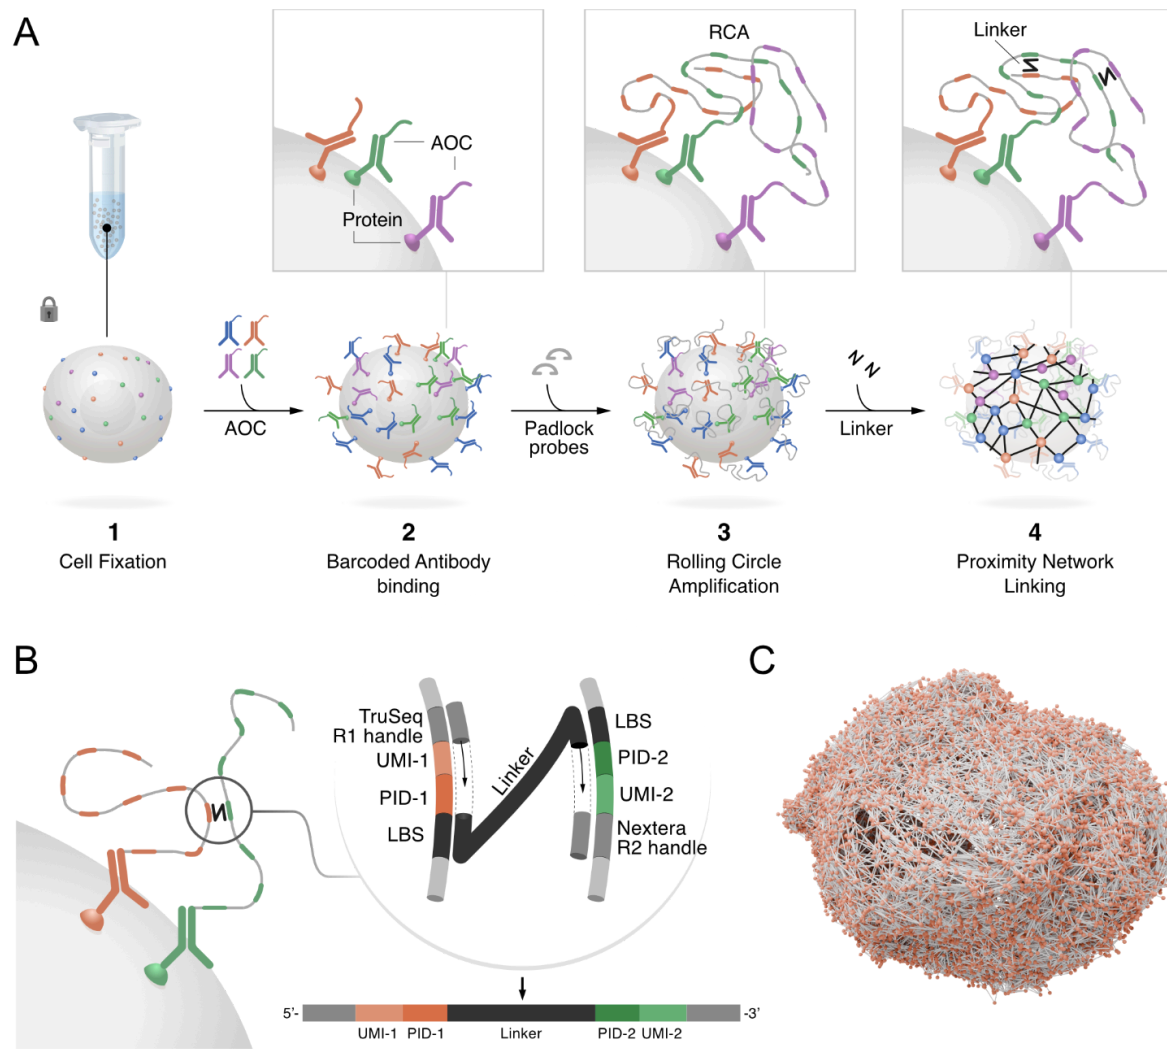 A
AOC
Protein
RCA
Linker
AOC
Padlock
probes
Linker
1
Cell Fixation
2
Barcoded Antibody
binding
3
Rolling Circle
Amplification
4
Proximity Network
Linking
B
TruSeq
R1 handle
UMI-1
PID-1
LBS
Linker
LBS
PID-2
UMI-2
Nextera
R2 handle
5'-
-3'
UMI-1
PID-1
Linker
PID-2
UMI-2
C